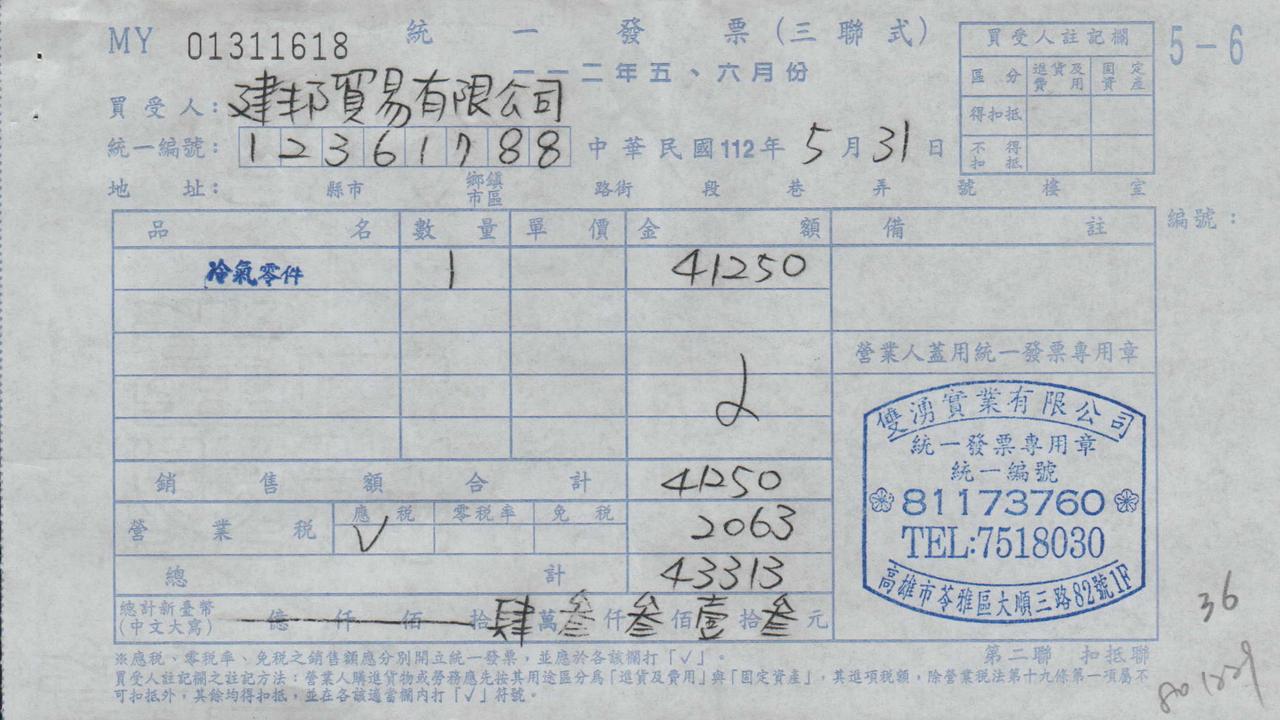 MY 01311618 統一發票(三聯式) 5-6
一一二年五、六月份
買受人註記欄
區分 進貨及費用 固定資產
得扣抵
不得扣抵
買受人: 建邦貿易有限公司
統一編號: 12361788 中華民國112年5月31日
地址: 縣市 鄉鎮市區 路街 段 巷 弄 號 樓 室
品名 數量 單價 金額 備註 編號:
冷氣零件 1 41250
營業人蓋用統一發票專用章
雙湧實業有限公司
統一發票專用章
統一編號
81173760
TEL:7518030
高雄市苓雅區大順三路82號1F
銷售額合計 41250
營業稅 應稅 V 零稅率 免稅 2063
總計 43313
總計新臺幣(中文大寫) 億 仟 佰 拾 肆 萬 叁 仟 叁 佰 壹 拾 叁 元
36
※應稅、零稅率、免稅之銷售額應分別開立統一發票,並應於各該欄打「✓」。 第二聯 扣抵聯
買受人註記欄之註記方法:營業人購進貨物或勞務應先按其用途區分為「進貨及費用」與「固定資產」,其進項稅額,除營業稅法第十九條第一項屬不
可扣抵外,其餘均得扣抵,並在各該適當欄內打「✓」符號。